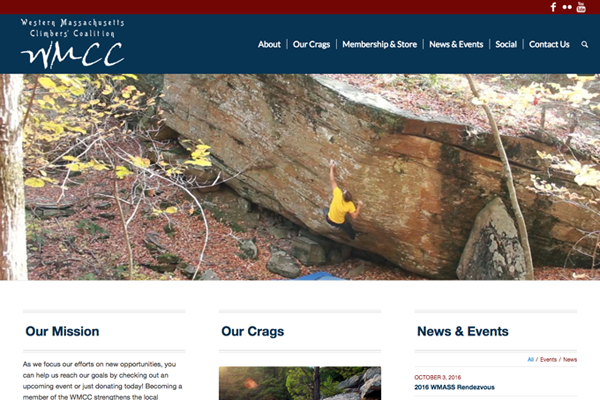 Western Massachusetts
Climbers' Coalition
WMCC
About | Our Crags | Membership & Store | News & Events | Social | Contact Us
You
Tube
Our Mission
As we focus our efforts on new opportunities, you
can help us reach our goals by checking out an
upcoming event or just donating today! Becoming a
member of the WMCC strengthens the local
Our Crags
News & Events
All / Events / News
OCTOBER 3, 2016
2016 WMASS Rendezvous